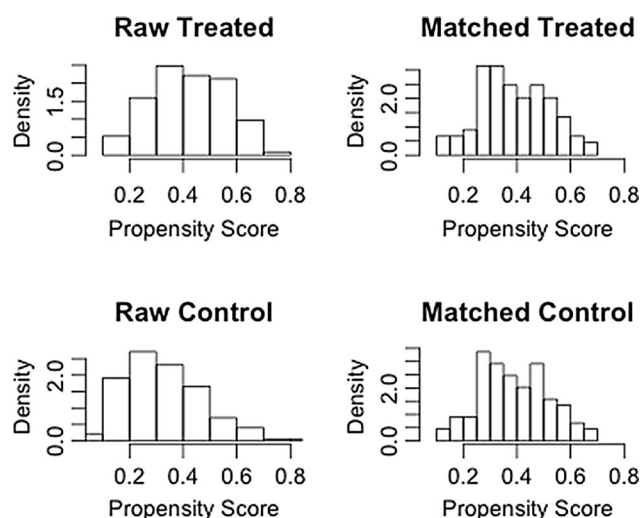 Raw Treated
Density
0.0 1.5
0.2 0.4 0.6 0.8
Propensity Score
Matched Treated
Density
0.0 2.0
0.2 0.4 0.6 0.8
Propensity Score
Raw Control
Density
0.0 2.0
0.2 0.4 0.6 0.8
Propensity Score
Matched Control
Density
0.0 2.0
0.2 0.4 0.6 0.8
Propensity Score